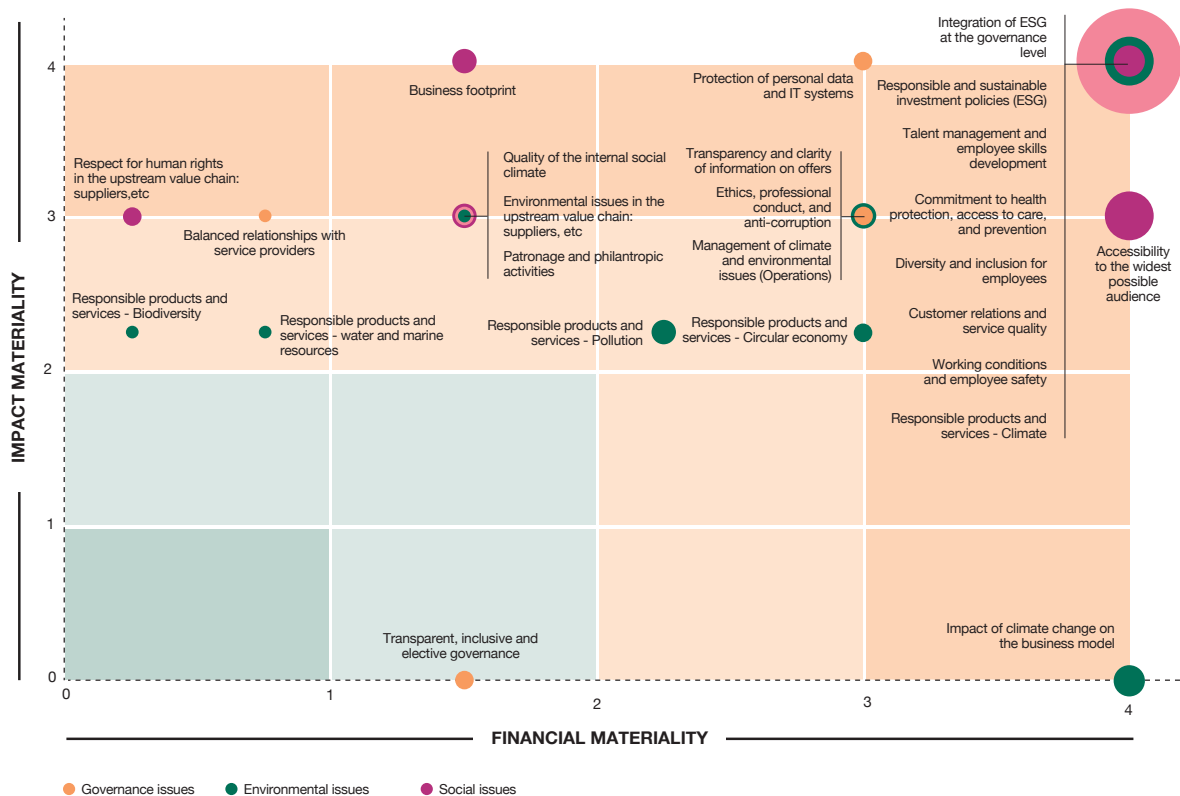 IMPACT MATERIALITY
4
3
2
1
0
Integration of ESG
at the governance
level
Protection of personal data
and IT systems
Business footprint
Responsible and sustainable
investment policies (ESG)
Talent management and
employee skills
development
Respect for human rights
in the upstream value chain:
suppliers,etc
Quality of the internal social
climate
Transparency and clarity
of information on offers
Environmental issues in the
upstream value chain:
suppliers, etc
Ethics, professional
conduct, and
anti-corruption
Commitment to health
protection, access to care,
and prevention
Balanced relationships with
service providers
Patronage and philantropic
activities
Management of climate
and environmental
issues (Operations)
Accessibility
to the widest
possible
audience
Diversity and inclusion for
employees
Responsible products and
services - Biodiversity
Responsible products and
services - water and marine
resources
Responsible products and
services - Pollution
Responsible products and
services - Circular economy
Customer relations and
service quality
Working conditions
and employee safety
Responsible products and
services - Climate
Transparent, inclusive and
elective governance
Impact of climate change on
the business model
0
1
2
3
4
FINANCIAL MATERIALITY
Governance issues
Environmental issues
Social issues